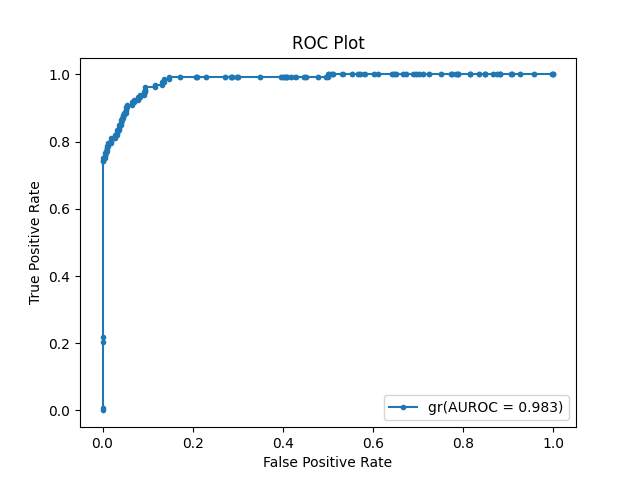 ROC Plot
True Positive Rate
1.0
0.8
0.6
0.4
0.2
0.0
gr(AUROC = 0.983)
0.0 0.2 0.4 0.6 0.8 1.0
False Positive Rate